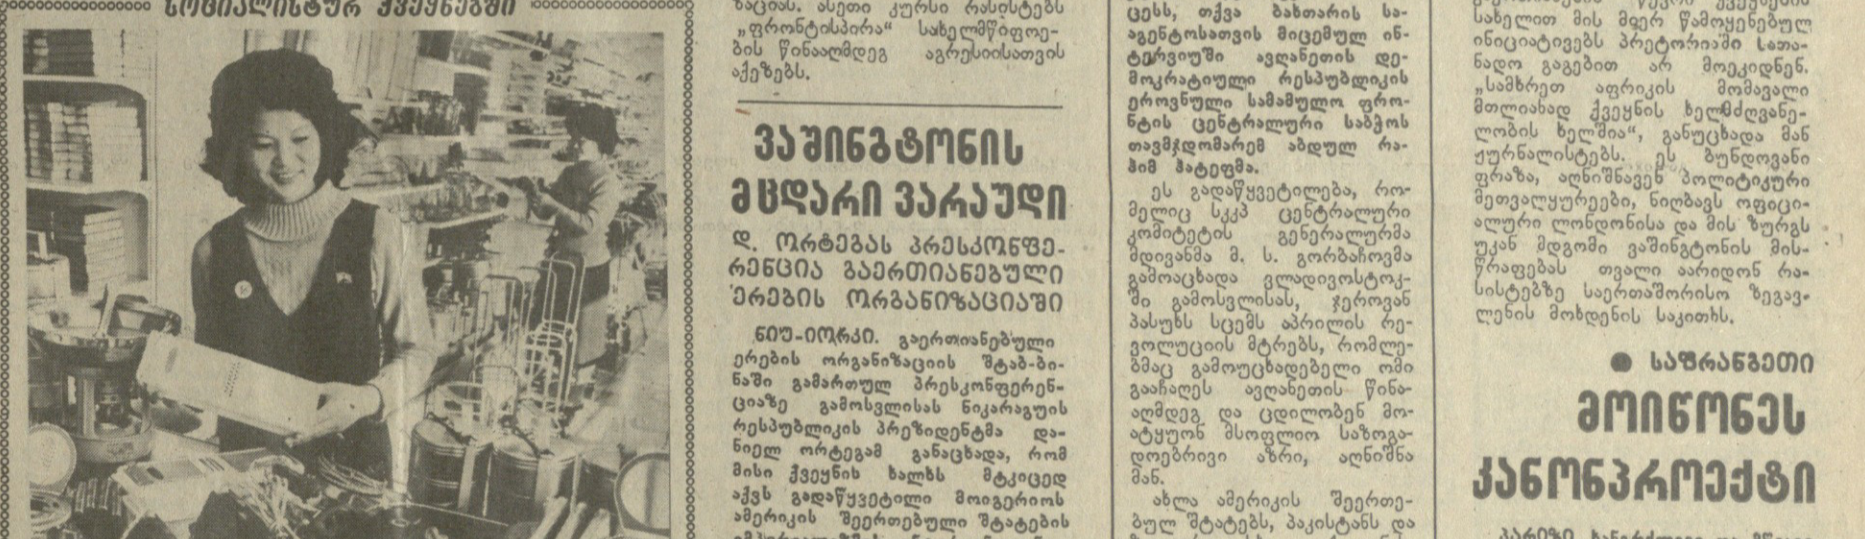 სოციალისტურ ქვეყნებში
ზაციას. ასეთი კურსი რასისტებს
„ფრონტისპირა“ სახელმწიფოე-
ბის წინააღმდეგ აგრესიისათვის
აქეზებს.
ვაშინგტონის
მცდარი ვარაუდი
დ. ორტეგას პრესკონფე-
რენცია გაერთიანებული
ერების ორგანიზაციაში
ნიუ-იორკი. გაერთიანებული
ერების ორგანიზაციის შტაბ-ბი-
ნაში გამართულ პრესკონფერენ-
ციაზე გამოსვლისას ნიკარაგუის
რესპუბლიკის პრეზიდენტმა და-
ნიელ ორტეგამ განაცხადა, რომ
მისი ქვეყნის ხალხს მტკიცედ
აქვს გადაწყვეტილი მოიგერიოს
ამერიკის შეერთებული შტატების
ცესს, თქვა ბახთარის სა-
აგენტოსათვის მიცემულ ინ-
ტერვიუში ავღანეთის დე-
მოკრატიული რესპუბლიკის
ეროვნული სამამულო ფრო-
ნტის ცენტრალური საბჭოს
თავმჯდომარემ აბდულ რა-
ჰიმ ჰატეფმა.
ეს გადაწყვეტილება, რო-
მელიც სკკპ ცენტრალური
კომიტეტის გენერალურმა
მდივანმა მ. ს. გორბაჩოვმა
გამოაცხადა ვლადივოსტოკ-
ში გამოსვლისას, ჯეროვან
პასუხს სცემს აპრილის რე-
ვოლუციის მტრებს, რომლე-
ბმაც გამოუცხადებელი ომი
გააჩაღეს ავღანეთის წინა-
აღმდეგ და ცდილობენ მო-
ატყუონ მსოფლიო საზოგა-
დოებრივი აზრი, აღნიშნა
მან.
ახლა ამერიკის შეერთე-
ბულ შტატებს, პაკისტანს და
სახელით მის მიერ წამოყენებულ
ინიციატივებს პრეტორიაში სათა-
ნადო გაგებით არ მოეკიდნენ.
„სამხრეთ აფრიკის მომავალი
მთლიანად ქვეყნის ხელმძღვანე-
ლობის ხელშია“, განუცხადა მან
ჟურნალისტებს. ეს ბუნდოვანი
ფრაზა, აღნიშნავენ პოლიტიკური
მეთვალყურეები, ნიღბავს ოფიცი-
ალური ლონდონისა და მის ზურგს
უკან მდგომი ვაშინგტონის მის-
წრაფებას თვალი აარიდონ რა-
სისტებზე საერთაშორისო ზეგავ-
ლენის მოხდენის საკითხს.
● საფრანგეთი
მოიწონეს
კანონპროექტი